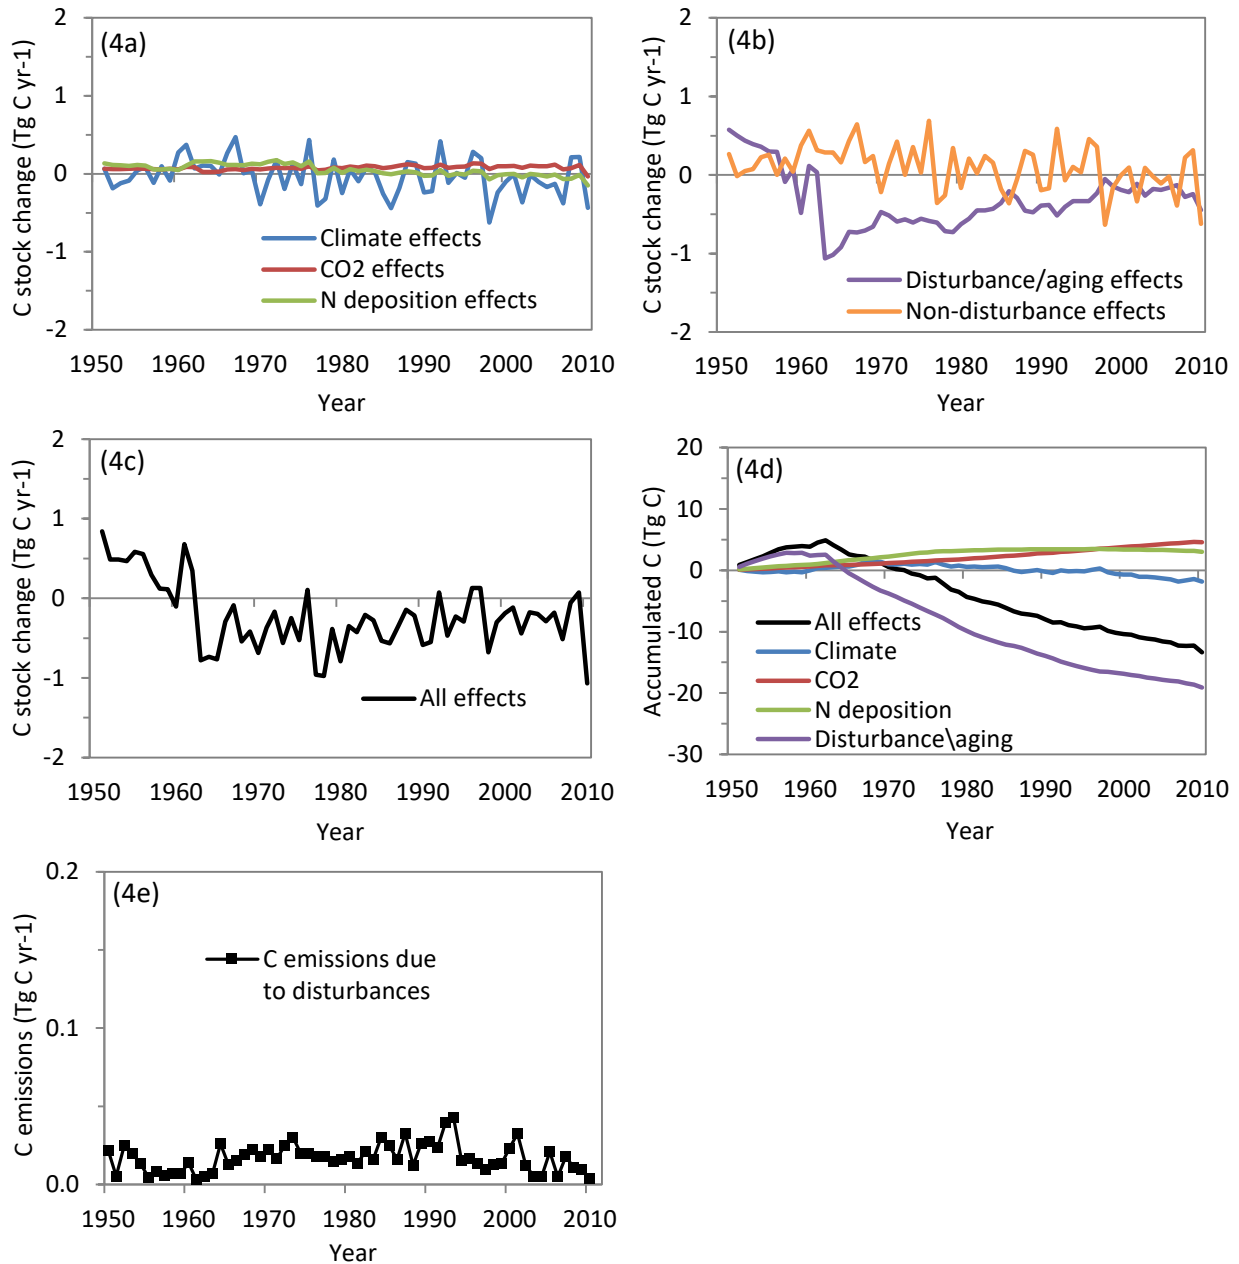 (4a)
C stock change (Tg C yr-1)
2
1
0
-1
-2
Climate effects
CO2 effects
N deposition effects
1950 1960 1970 1980 1990 2000 2010
Year
(4b)
C stock change (Tg C yr-1)
2
1
0
-1
-2
Disturbance/aging effects
Non-disturbance effects
1950 1960 1970 1980 1990 2000 2010
Year
(4c)
C stock change (Tg C yr-1)
2
1
0
-1
-2
All effects
1950 1960 1970 1980 1990 2000 2010
Year
(4d)
Accumulated C (Tg C)
20
10
0
-10
-20
-30
All effects
Climate
CO2
N deposition
Disturbance\aging
1950 1960 1970 1980 1990 2000 2010
Year
(4e)
C emissions (Tg C yr-1)
0.2
0.1
0.0
C emissions due
to disturbances
1950 1960 1970 1980 1990 2000 2010
Year